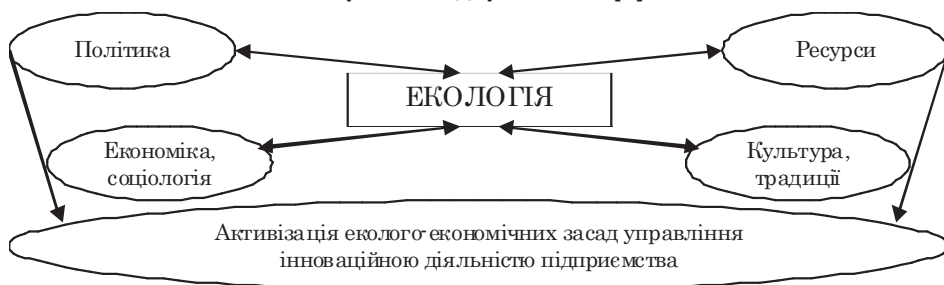 Політика
Ресурси
ЕКОЛОГІЯ
Економіка,
соціологія
Культура,
традиції
Активізація еколого-економічних засад управління
інноваційною діяльністю підприємства